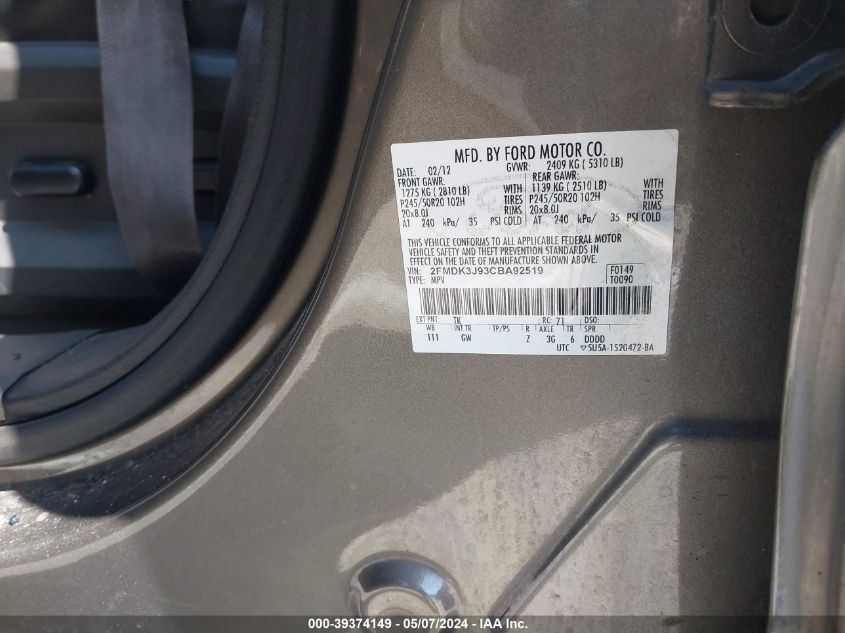 MFD. BY FORD MOTOR CO.
DATE: 02/12 GVWR: 2409 KG ( 5310 LB)
FRONT GAWR: REAR GAWR:
1275 KG (2810 LB) WITH 1139 KG (2510 LB) WITH
P245/50R20 102H TIRES P245/50R20 102H TIRES
20x8.0J RIMS 20x8.0J RIMS
AT 240 kPa/ 35 PSI COLD AT 240 kPa/ 35 PSI COLD
THIS VEHICLE CONFORMS TO ALL APPLICABLE FEDERAL MOTOR
VEHICLE SAFETY AND THEFT PREVENTION STANDARDS IN
EFFECT ON THE DATE OF MANUFACTURE SHOWN ABOVE.
VIN: 2FMDK3J93CBA92519 F0149
TYPE: MPV T0090
EXT PNT: TK RC: 71 DSO:
WB INT TR TP/PS R AXLE TR SPR
111 GW Z 3G 6 DDDD
UTC ▽5U5A-1520472-BA
000-39374149 - 05/07/2024 - www.iaai.com.